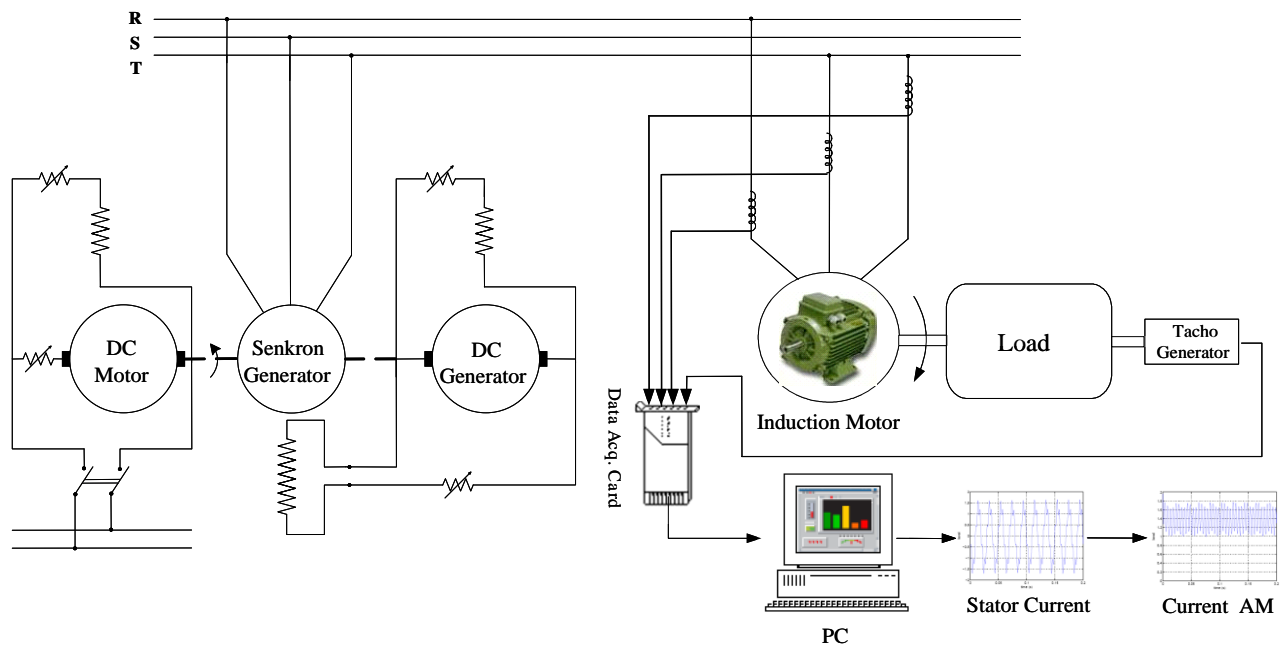 R
S
T
DC
Motor
Senkron
Generator
DC
Generator
Load
Tacho
Generator
Induction Motor
Data Acq. Card
PC
Stator Current
Current AM